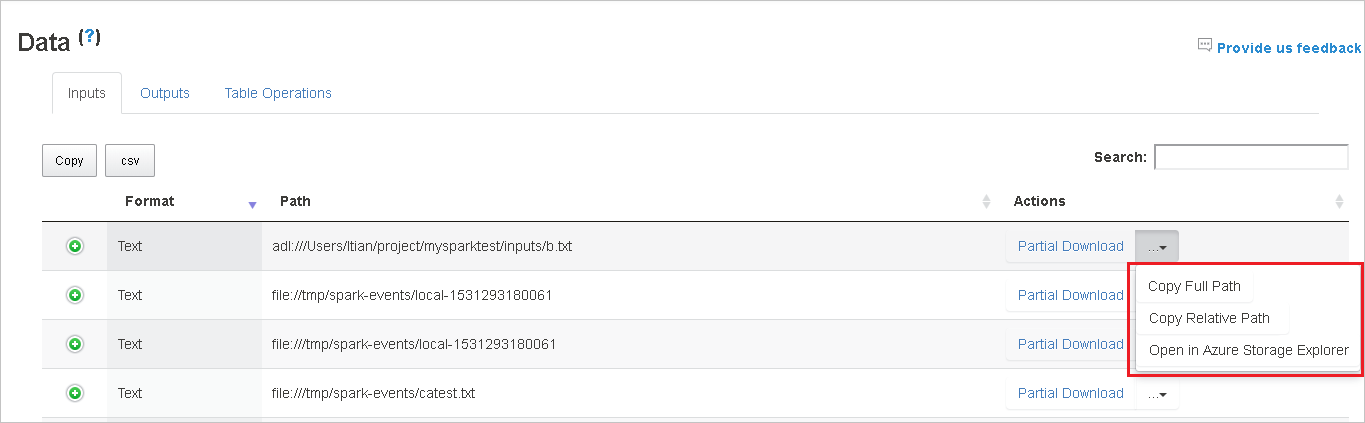 Data (?)
Provide us feedback
Inputs Outputs Table Operations
Copy csv Search:
Format Path Actions
Text adl:///Users/ltian/project/mysparktest/inputs/b.txt Partial Download ...
Text file://tmp/spark-events/local-1531293180061 Partial Download
Copy Full Path
Copy Relative Path
Text file:///tmp/spark-events/local-1531293180061 Partial Download
Open in Azure Storage Explorer
Text file:///tmp/spark-events/catest.txt Partial Download ...